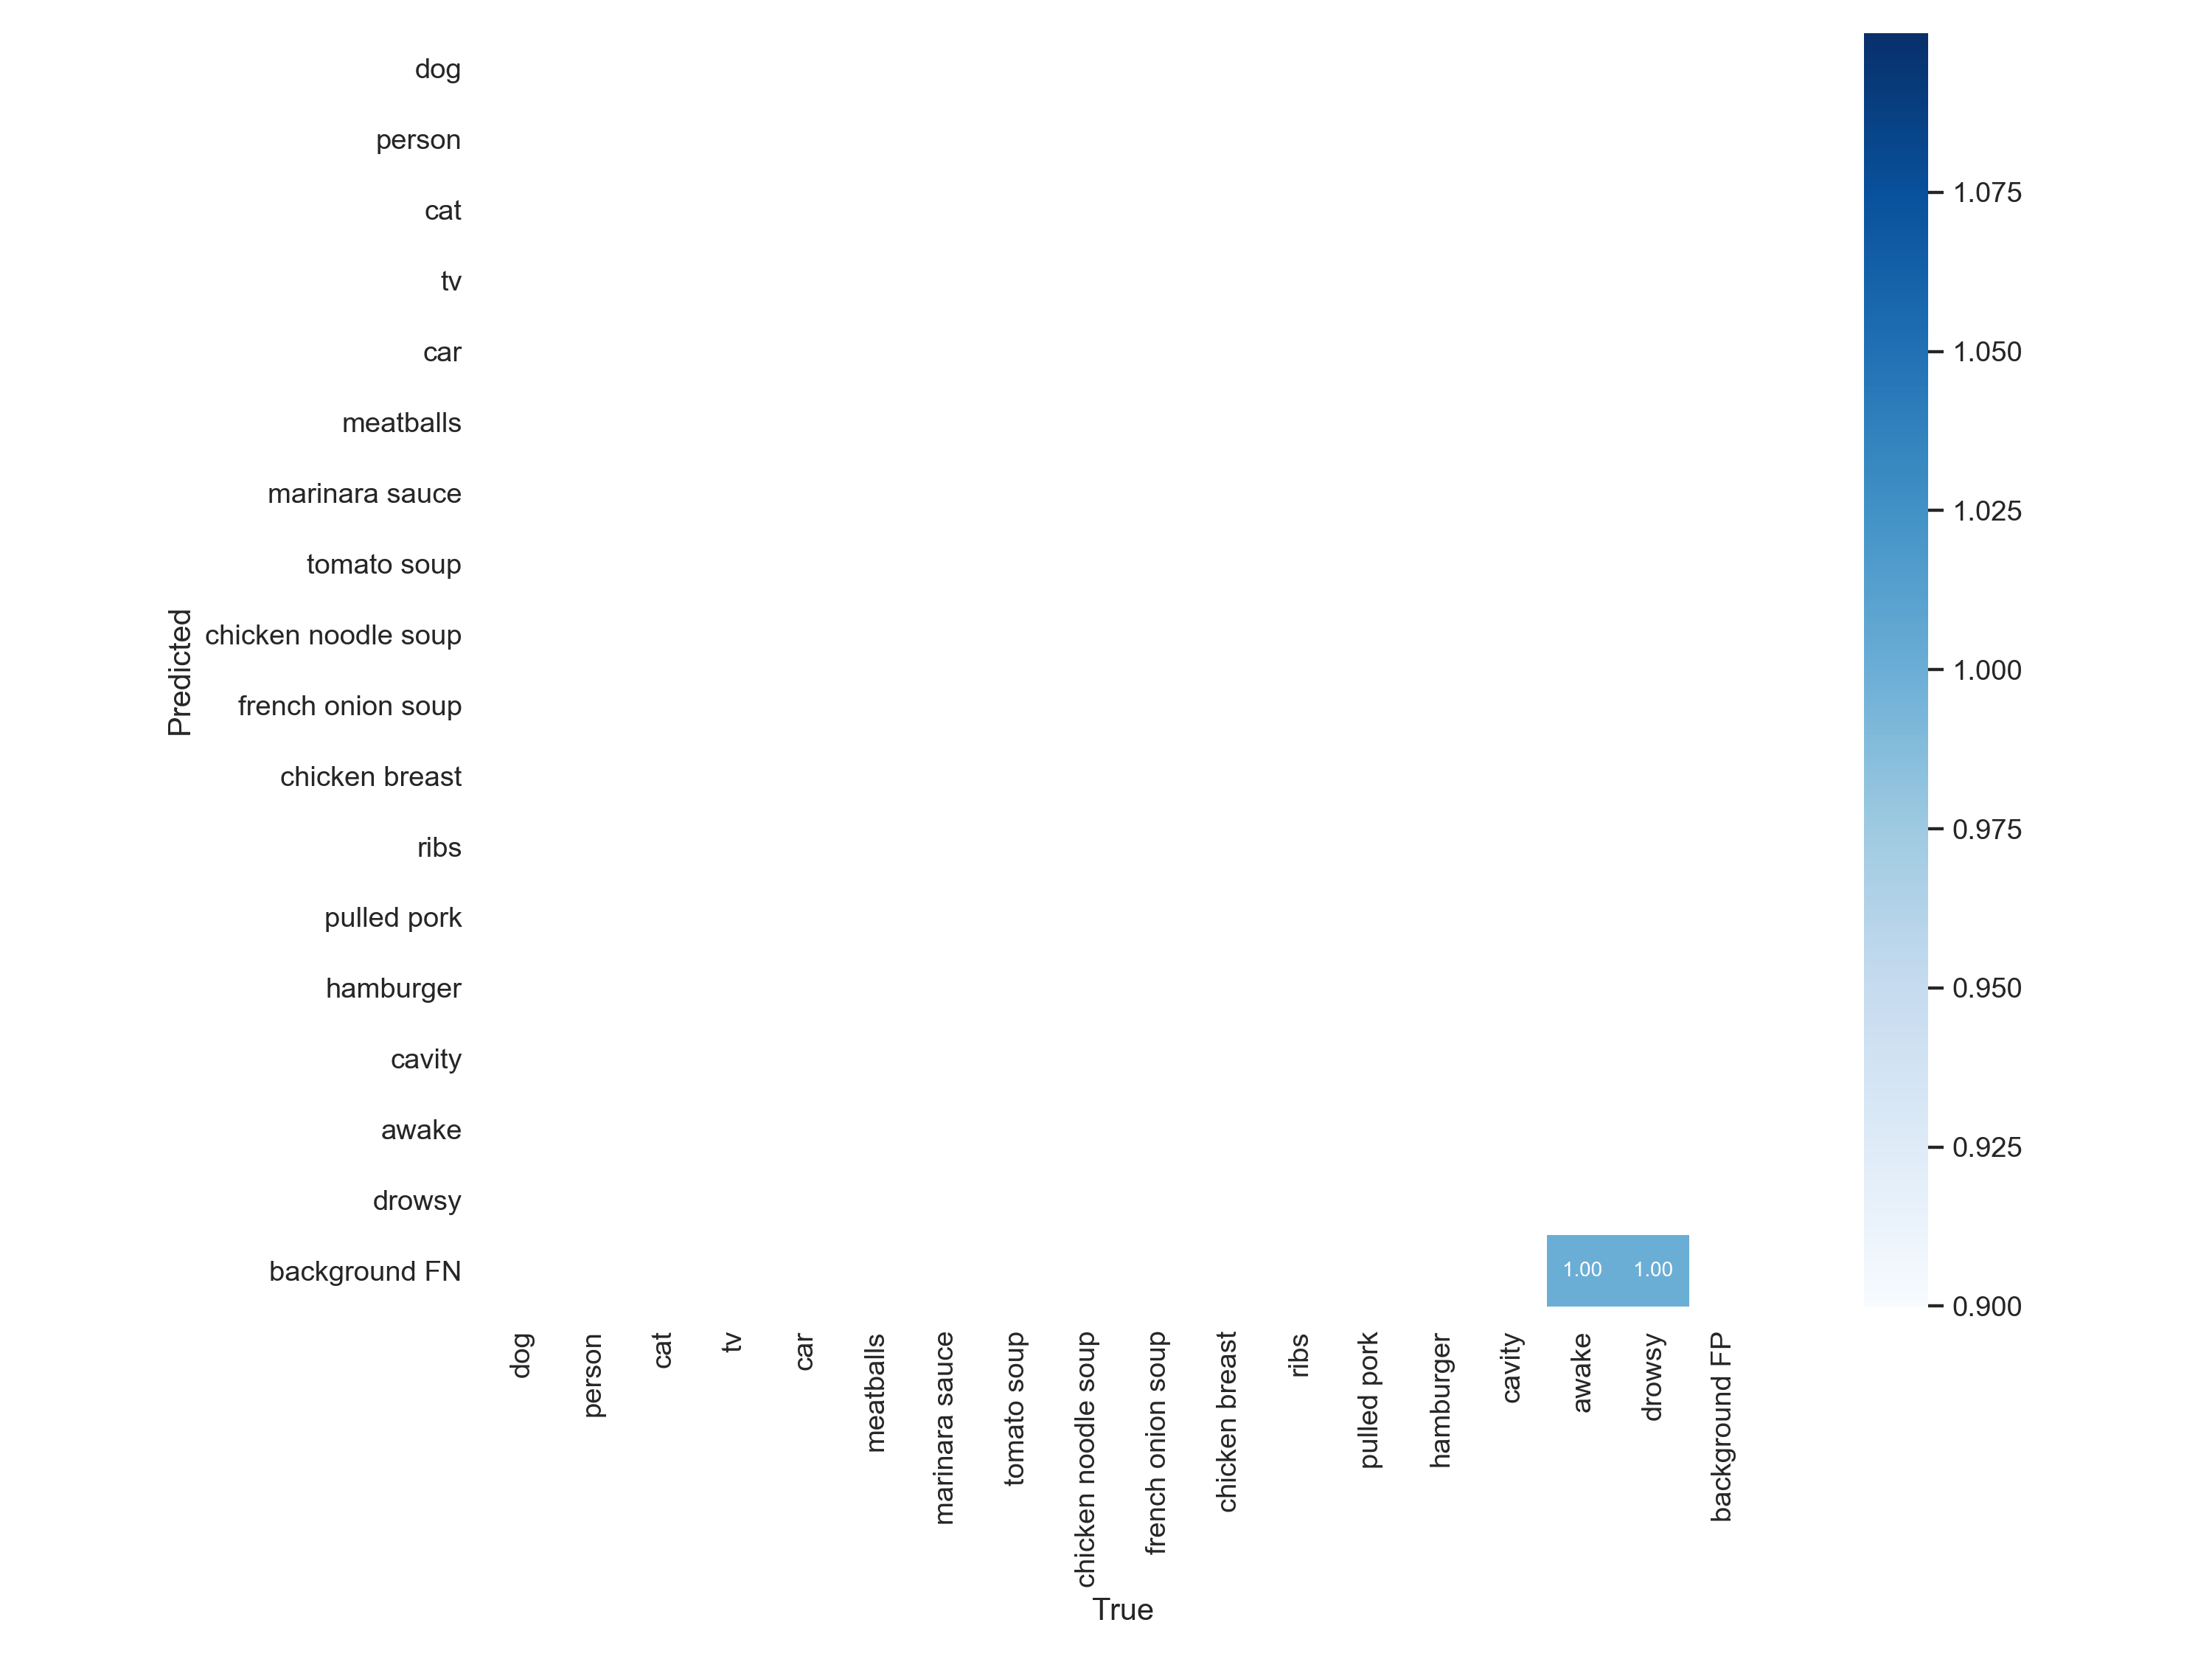 dog
person
cat
tv
car
meatballs
marinara sauce
tomato soup
chicken noodle soup
french onion soup
chicken breast
ribs
pulled pork
hamburger
cavity
awake
drowsy
background FN
Predicted
1.00 1.00
dog
person
cat
tv
car
meatballs
marinara sauce
tomato soup
chicken noodle soup
french onion soup
chicken breast
ribs
pulled pork
hamburger
cavity
awake
drowsy
background FP
True
1.075
1.050
1.025
1.000
0.975
0.950
0.925
0.900